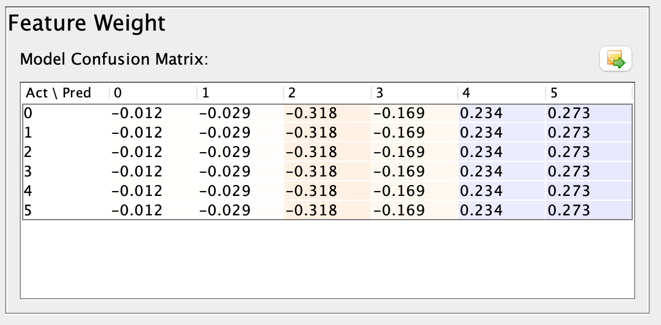 Feature Weight
Model Confusion Matrix:
Act \ Pred 0 1 2 3 4 5
0 -0.012 -0.029 -0.318 -0.169 0.234 0.273
1 -0.012 -0.029 -0.318 -0.169 0.234 0.273
2 -0.012 -0.029 -0.318 -0.169 0.234 0.273
3 -0.012 -0.029 -0.318 -0.169 0.234 0.273
4 -0.012 -0.029 -0.318 -0.169 0.234 0.273
5 -0.012 -0.029 -0.318 -0.169 0.234 0.273